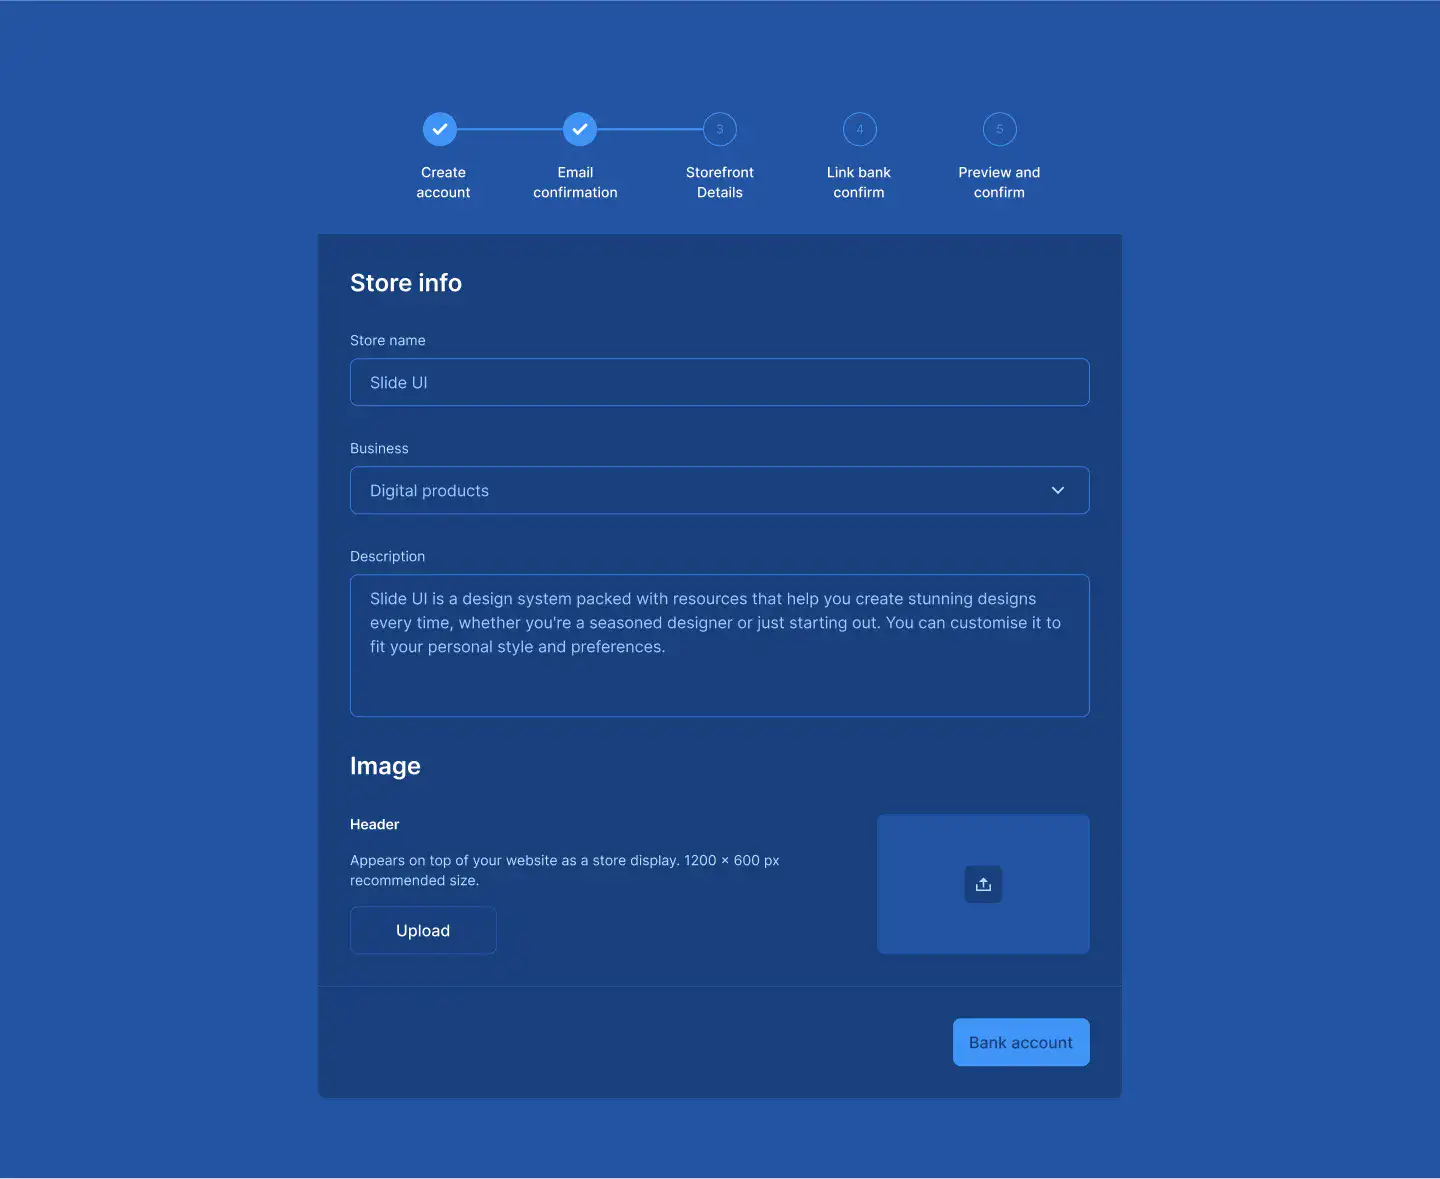 3
4
5
Create
account
Email
confirmation
Storefront
Details
Link bank
confirm
Preview and
confirm
Store info
Store name
Slide UI
Business
Digital products
Description
Slide UI is a design system packed with resources that help you create stunning designs
every time, whether you're a seasoned designer or just starting out. You can customise it to
fit your personal style and preferences.
Image
Header
Appears on top of your website as a store display. 1200 × 600 px
recommended size.
Upload
Bank account